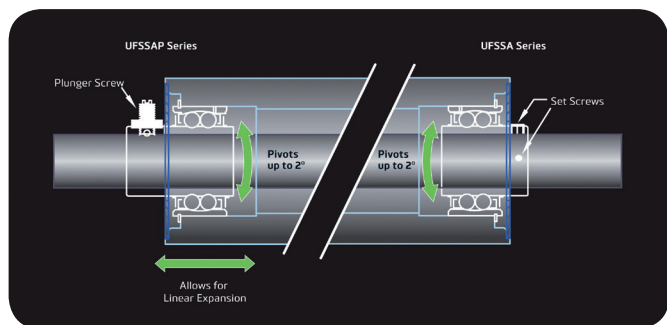 UFSSAP Series
UFSSA Series
Plunger Screw
Set Screws
Pivots
up to 2°
Pivots
up to 2°
Allows for
Linear Expansion